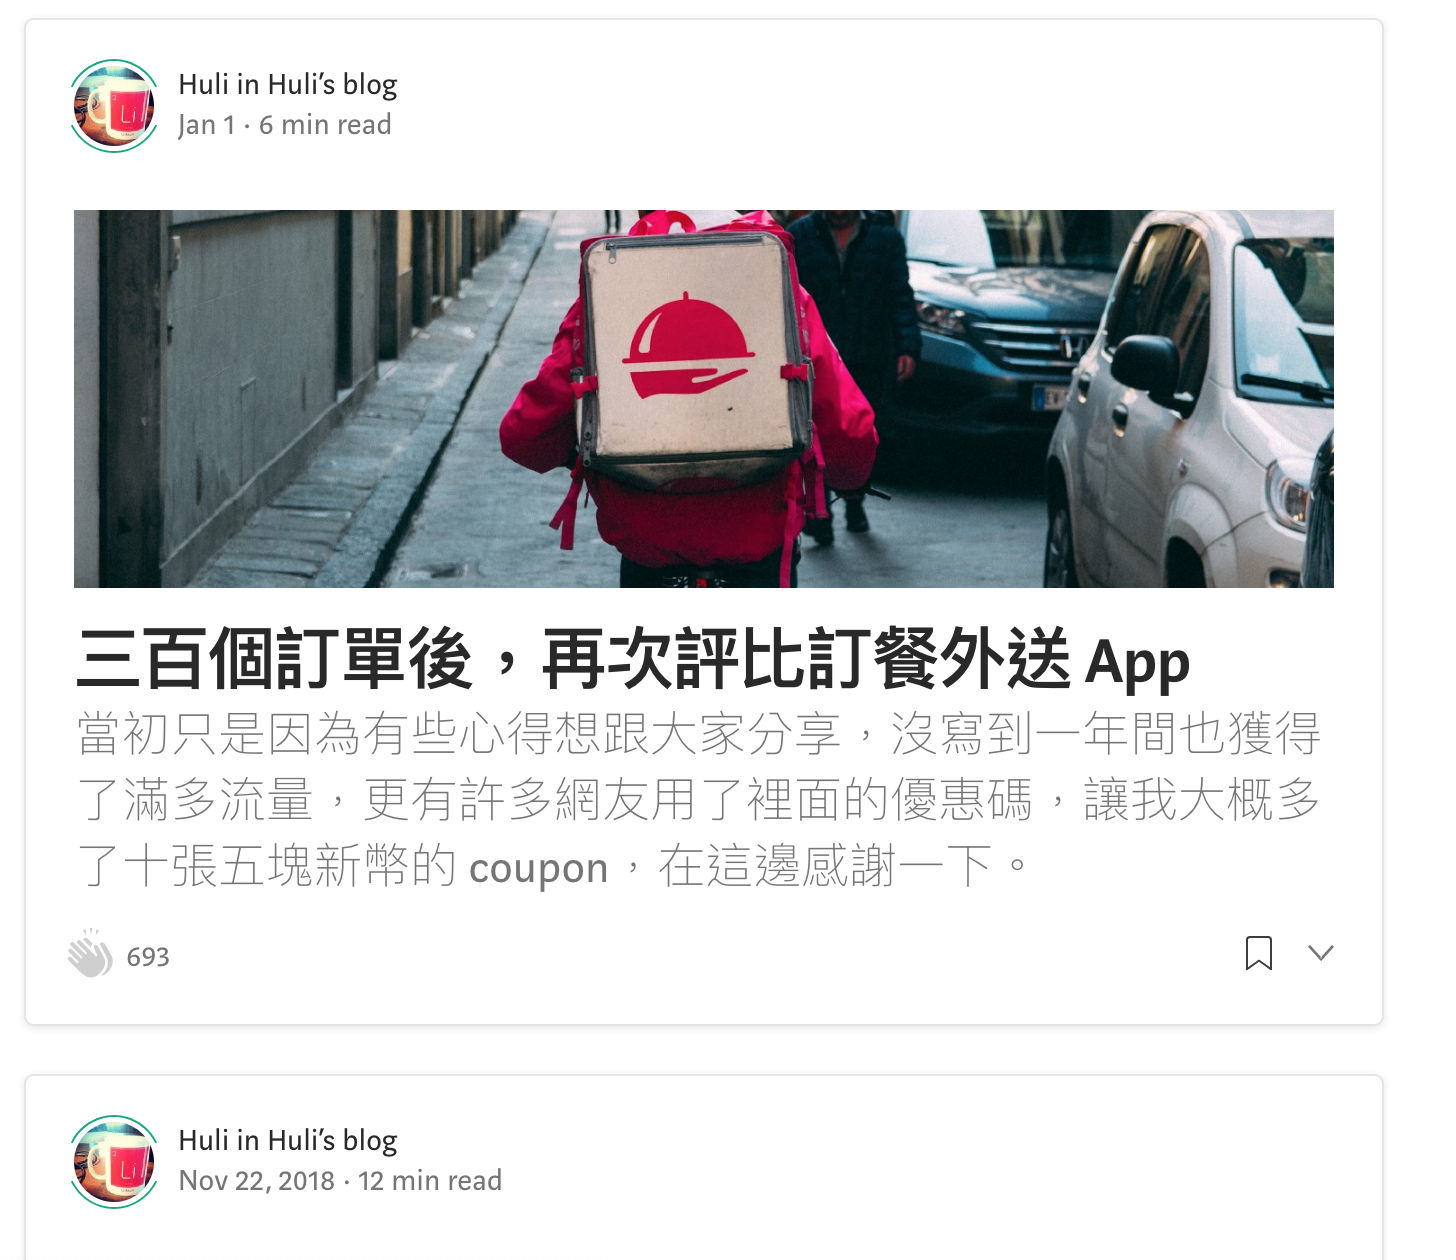 Huli in Huli’s blog
Jan 1 · 6 min read
三百個訂單後，再次評比訂餐外送 App
當初只是因為有些心得想跟大家分享，沒寫到一年間也獲得
了滿多流量，更有許多網友用了裡面的優惠碼，讓我大概多
了十張五塊新幣的 coupon，在這邊感謝一下。
693
Huli in Huli’s blog
Nov 22, 2018 · 12 min read